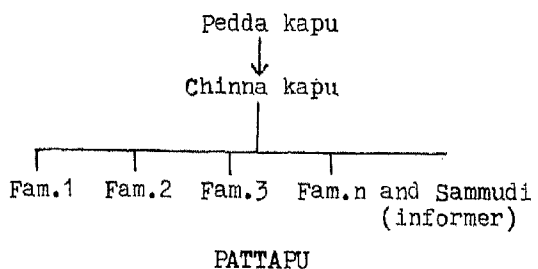 Pedda kapu
Chinna kapu
Fam.1 Fam.2 Fam.3 Fam.n and Sammudi
(informer)
PATTAPU